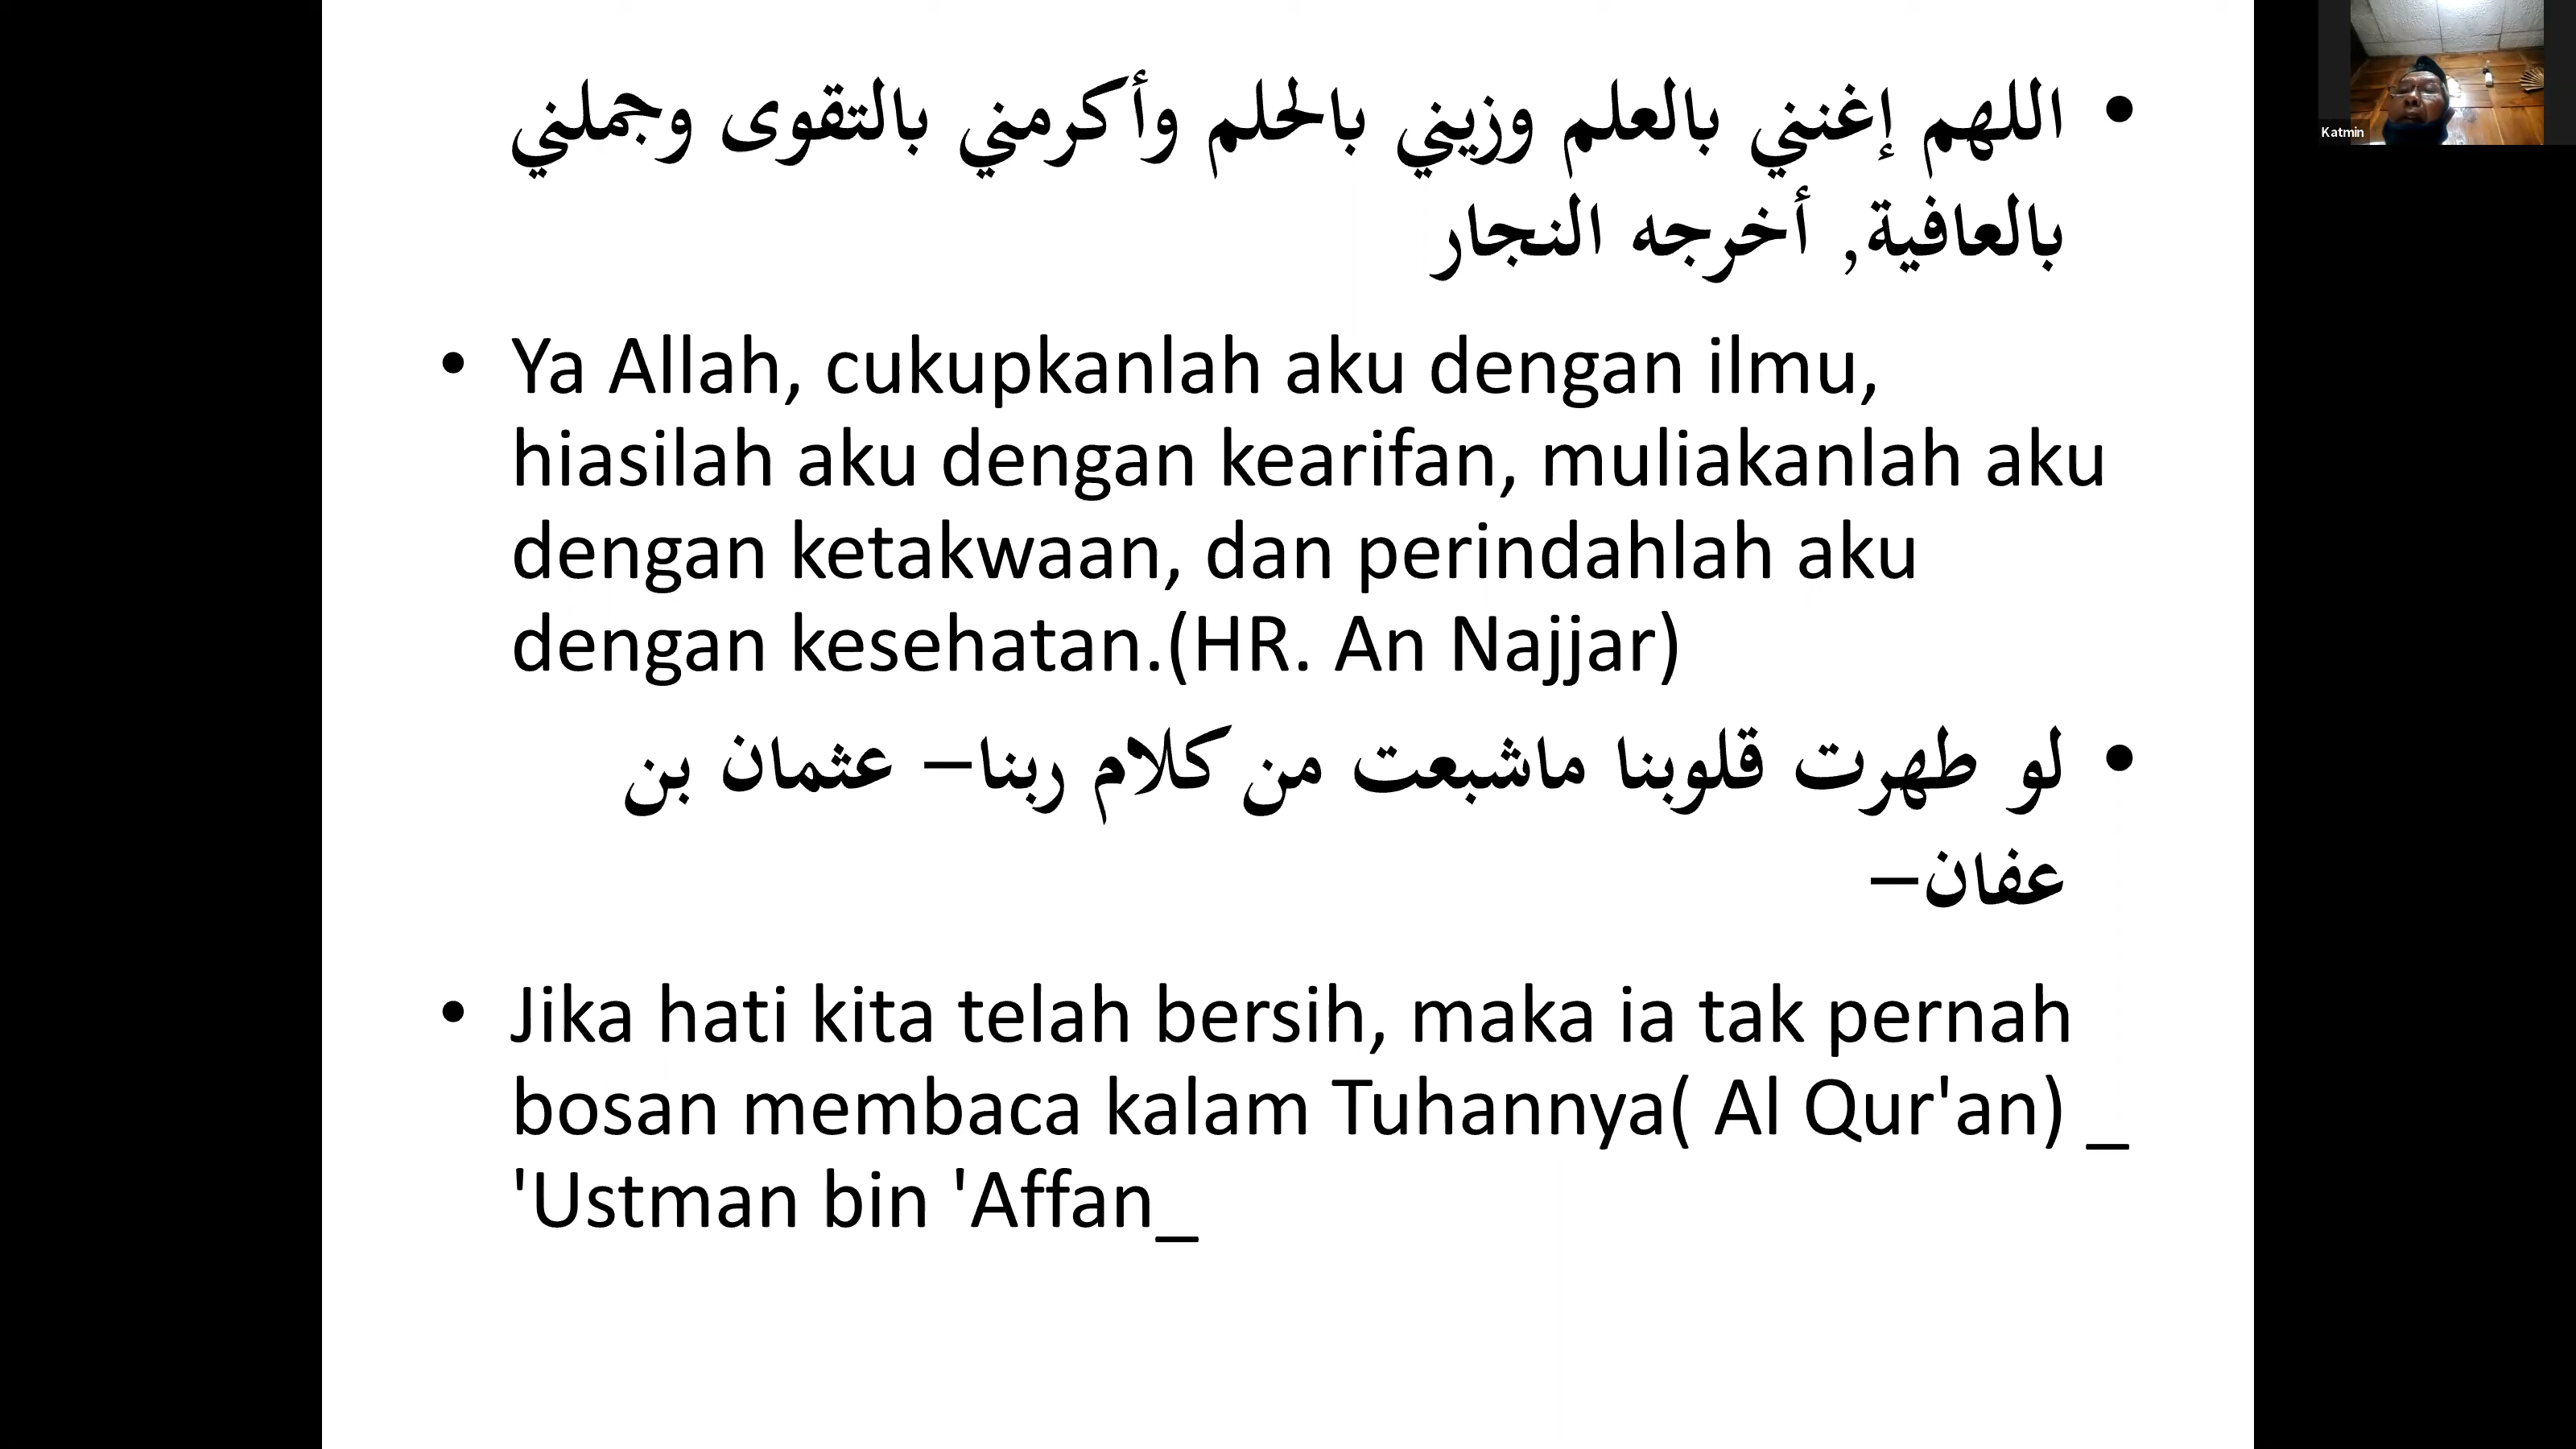 • اللهم إغنني بالعلم وزيني بالحلم وأكرمني بالتقوى وجملني
بالعافية, أخرجه النجار
• Ya Allah, cukupkanlah aku dengan ilmu,
hiasilah aku dengan kearifan, muliakanlah aku
dengan ketakwaan, dan perindahlah aku
dengan kesehatan.(HR. An Najjar)
• لو طهرت قلوبنا ماشبعت من كلام ربنا– عثمان بن
عفان–
• Jika hati kita telah bersih, maka ia tak pernah
bosan membaca kalam Tuhannya( Al Qur'an) _
'Ustman bin 'Affan_
Katmin